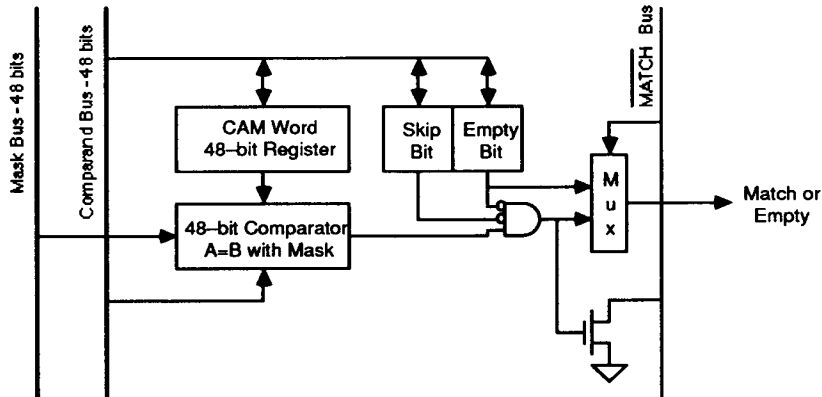 Mask Bus - 48 bits
Comparand Bus - 48 bits
MATCH Bus
CAM Word
48–bit Register
Skip
Bit
Empty
Bit
M
u
x
Match or
Empty
48–bit Comparator
A=B with Mask